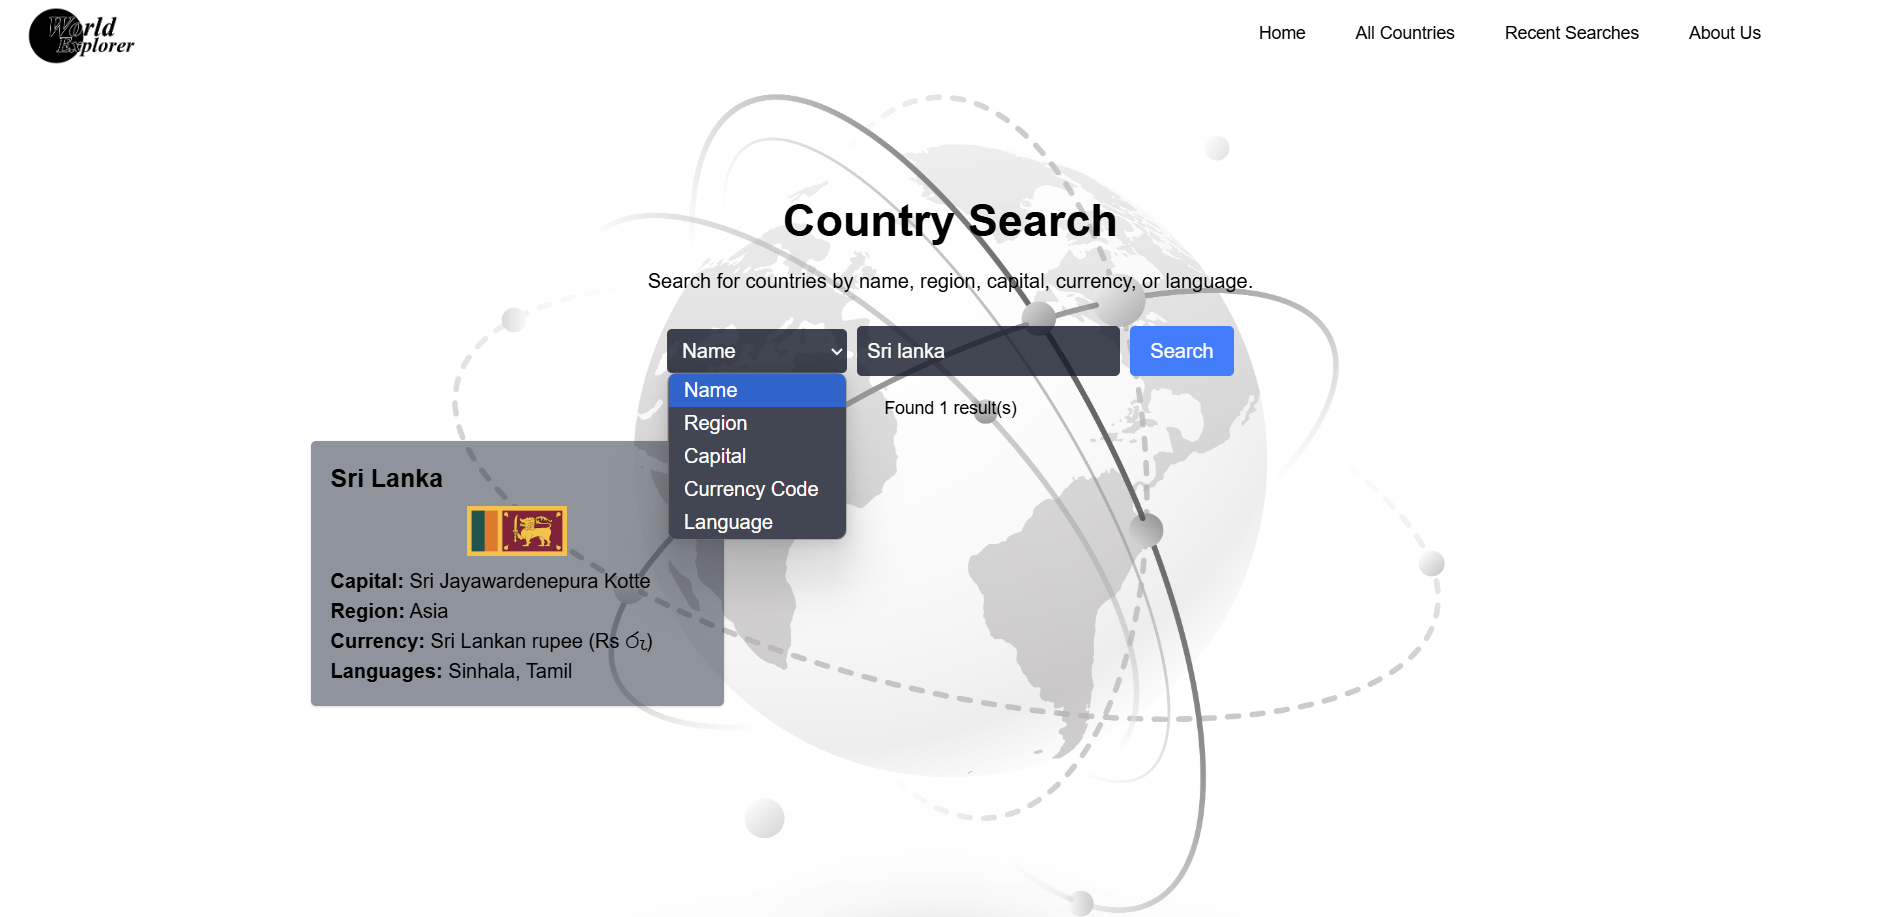 World
Explorer
Home
All Countries
Recent Searches
About Us
Country Search
Search for countries by name, region, capital, currency, or language.
Name
Sri lanka
Search
Name
Region
Capital
Currency Code
Language
Found 1 result(s)
Sri Lanka
Capital: Sri Jayawardenepura Kotte
Region: Asia
Currency: Sri Lankan rupee (Rs රු)
Languages: Sinhala, Tamil